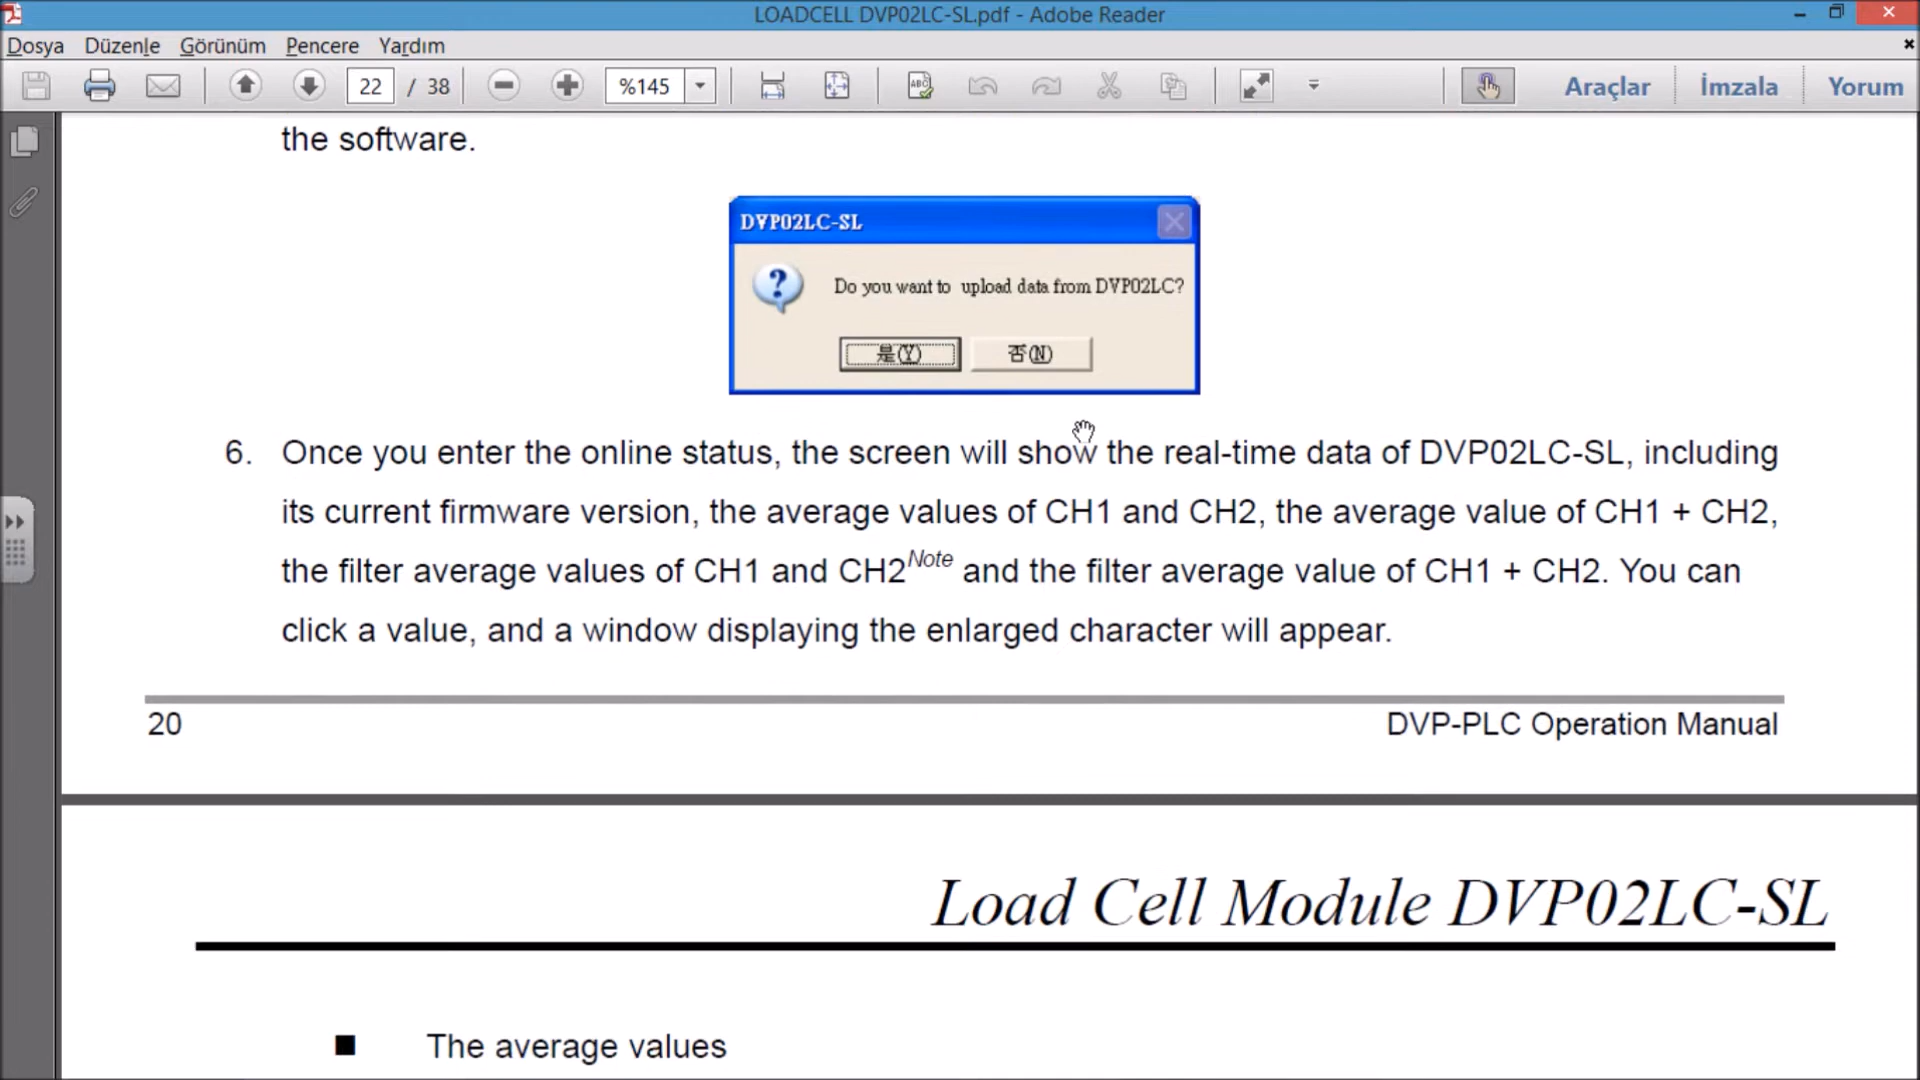 LOADCELL DVP02LC-SL.pdf - Adobe Reader
Dosya Düzenle Görünüm Pencere Yardım
22 / 38 %145 Araçlar İmzala Yorum
the software.
DVP02LC-SL
Do you want to upload data from DVP02LC?
是(Y) 否(N)
6. Once you enter the online status, the screen will show the real-time data of DVP02LC-SL, including
its current firmware version, the average values of CH1 and CH2, the average value of CH1 + CH2,
the filter average values of CH1 and CH2Note and the filter average value of CH1 + CH2. You can
click a value, and a window displaying the enlarged character will appear.
20 DVP-PLC Operation Manual
Load Cell Module DVP02LC-SL
■ The average values